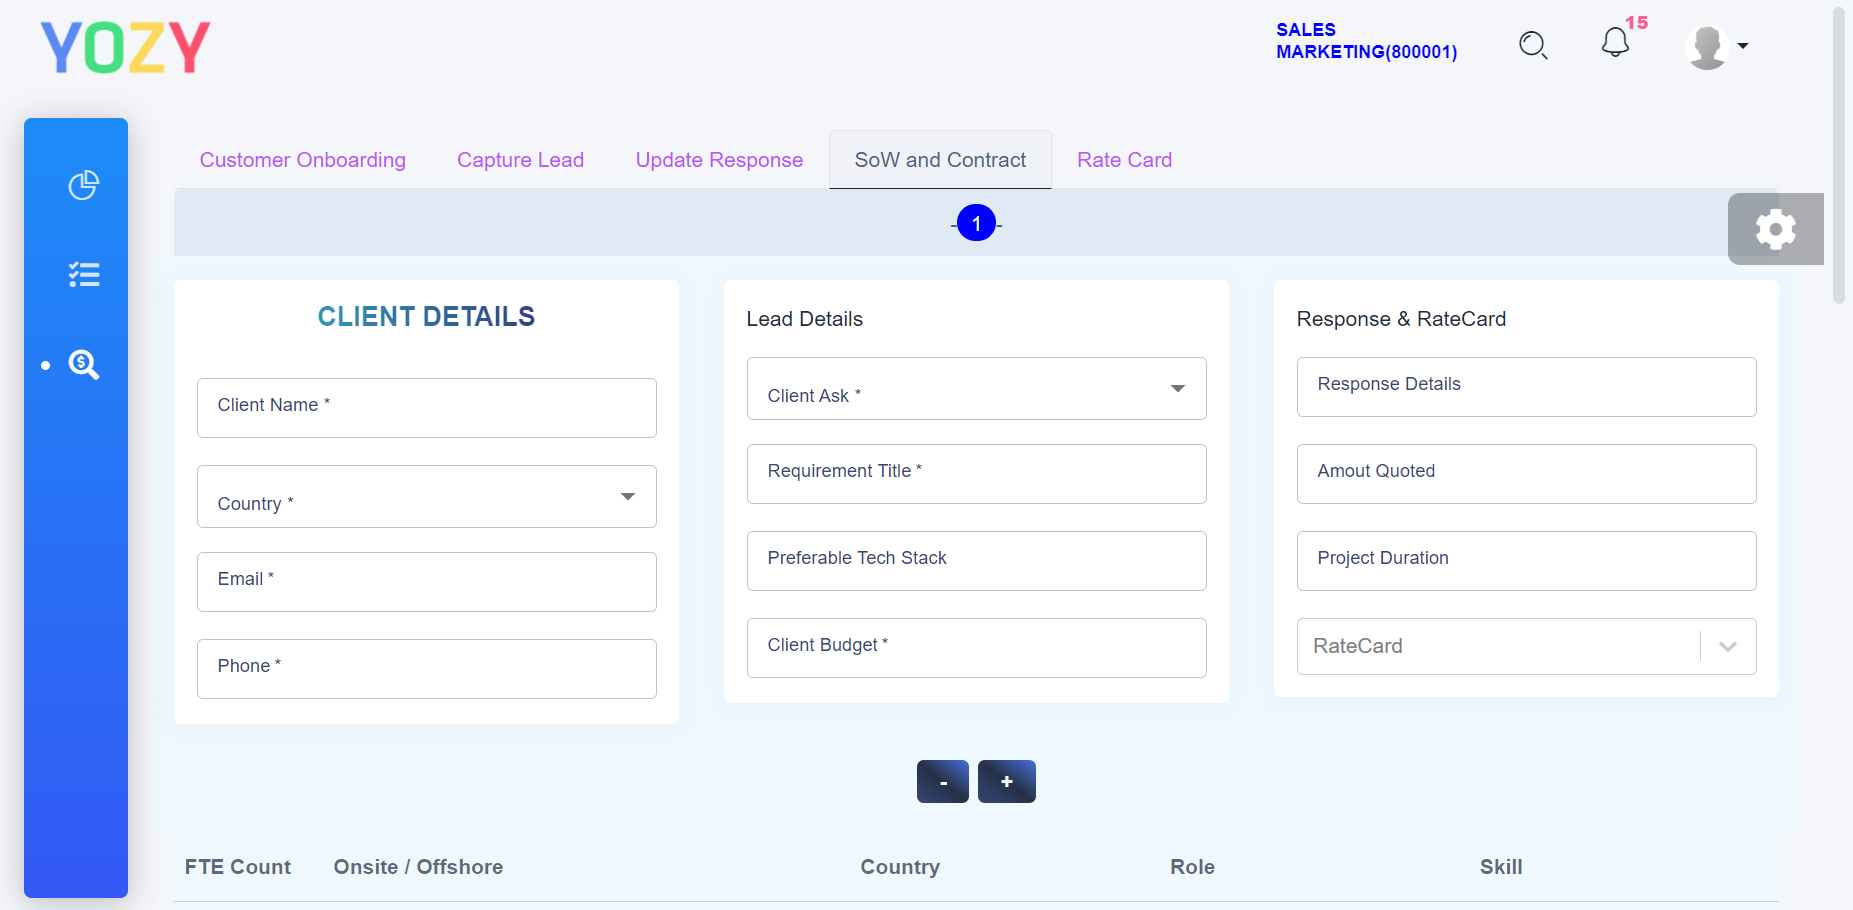 YOZY
SALES
MARKETING(800001)
15
Customer Onboarding
Capture Lead
Update Response
SoW and Contract
Rate Card
-1-
CLIENT DETAILS
Client Name *
Country *
Email *
Phone *
Lead Details
Client Ask *
Requirement Title *
Preferable Tech Stack
Client Budget *
Response & RateCard
Response Details
Amout Quoted
Project Duration
RateCard
- +
FTE Count Onsite / Offshore Country Role Skill